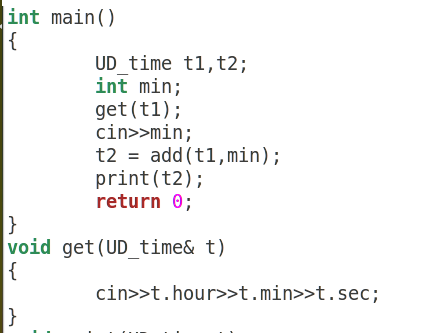 int main()
{
UD_time t1,t2;
int min;
get(t1);
cin>>min;
t2 = add(t1,min);
print(t2);
return 0;
}
void get(UD_time& t)
{
cin>>t.hour>>t.min>>t.sec;
}